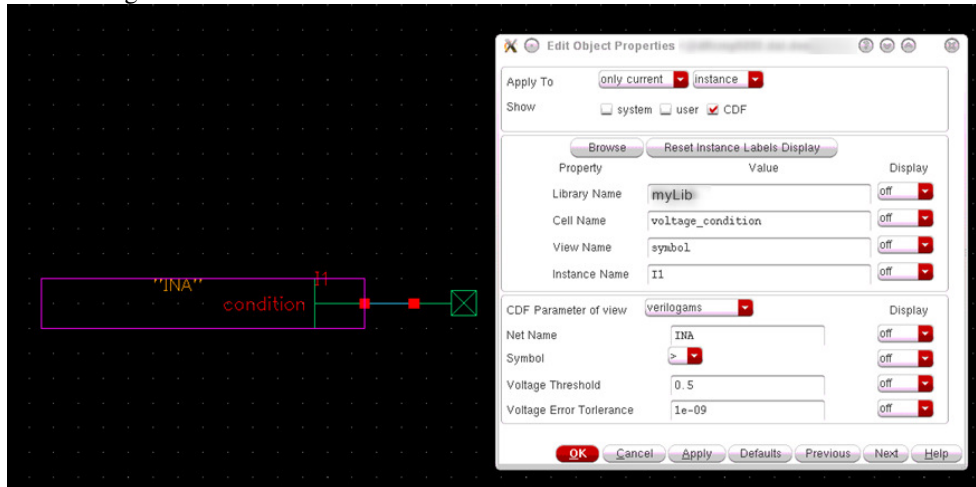 Edit Object Properties
Apply To only current instance
Show system user CDF
Browse Reset Instance Labels Display
Property Value Display
Library Name myLib off
Cell Name voltage_condition off
View Name symbol off
Instance Name I1 off
CDF Parameter of view verilogams Display
Net Name INA off
Symbol > off
Voltage Threshold 0.5 off
Voltage Error Torlerance 1e-09 off
OK Cancel Apply Defaults Previous Next Help
"INA" I1
condition